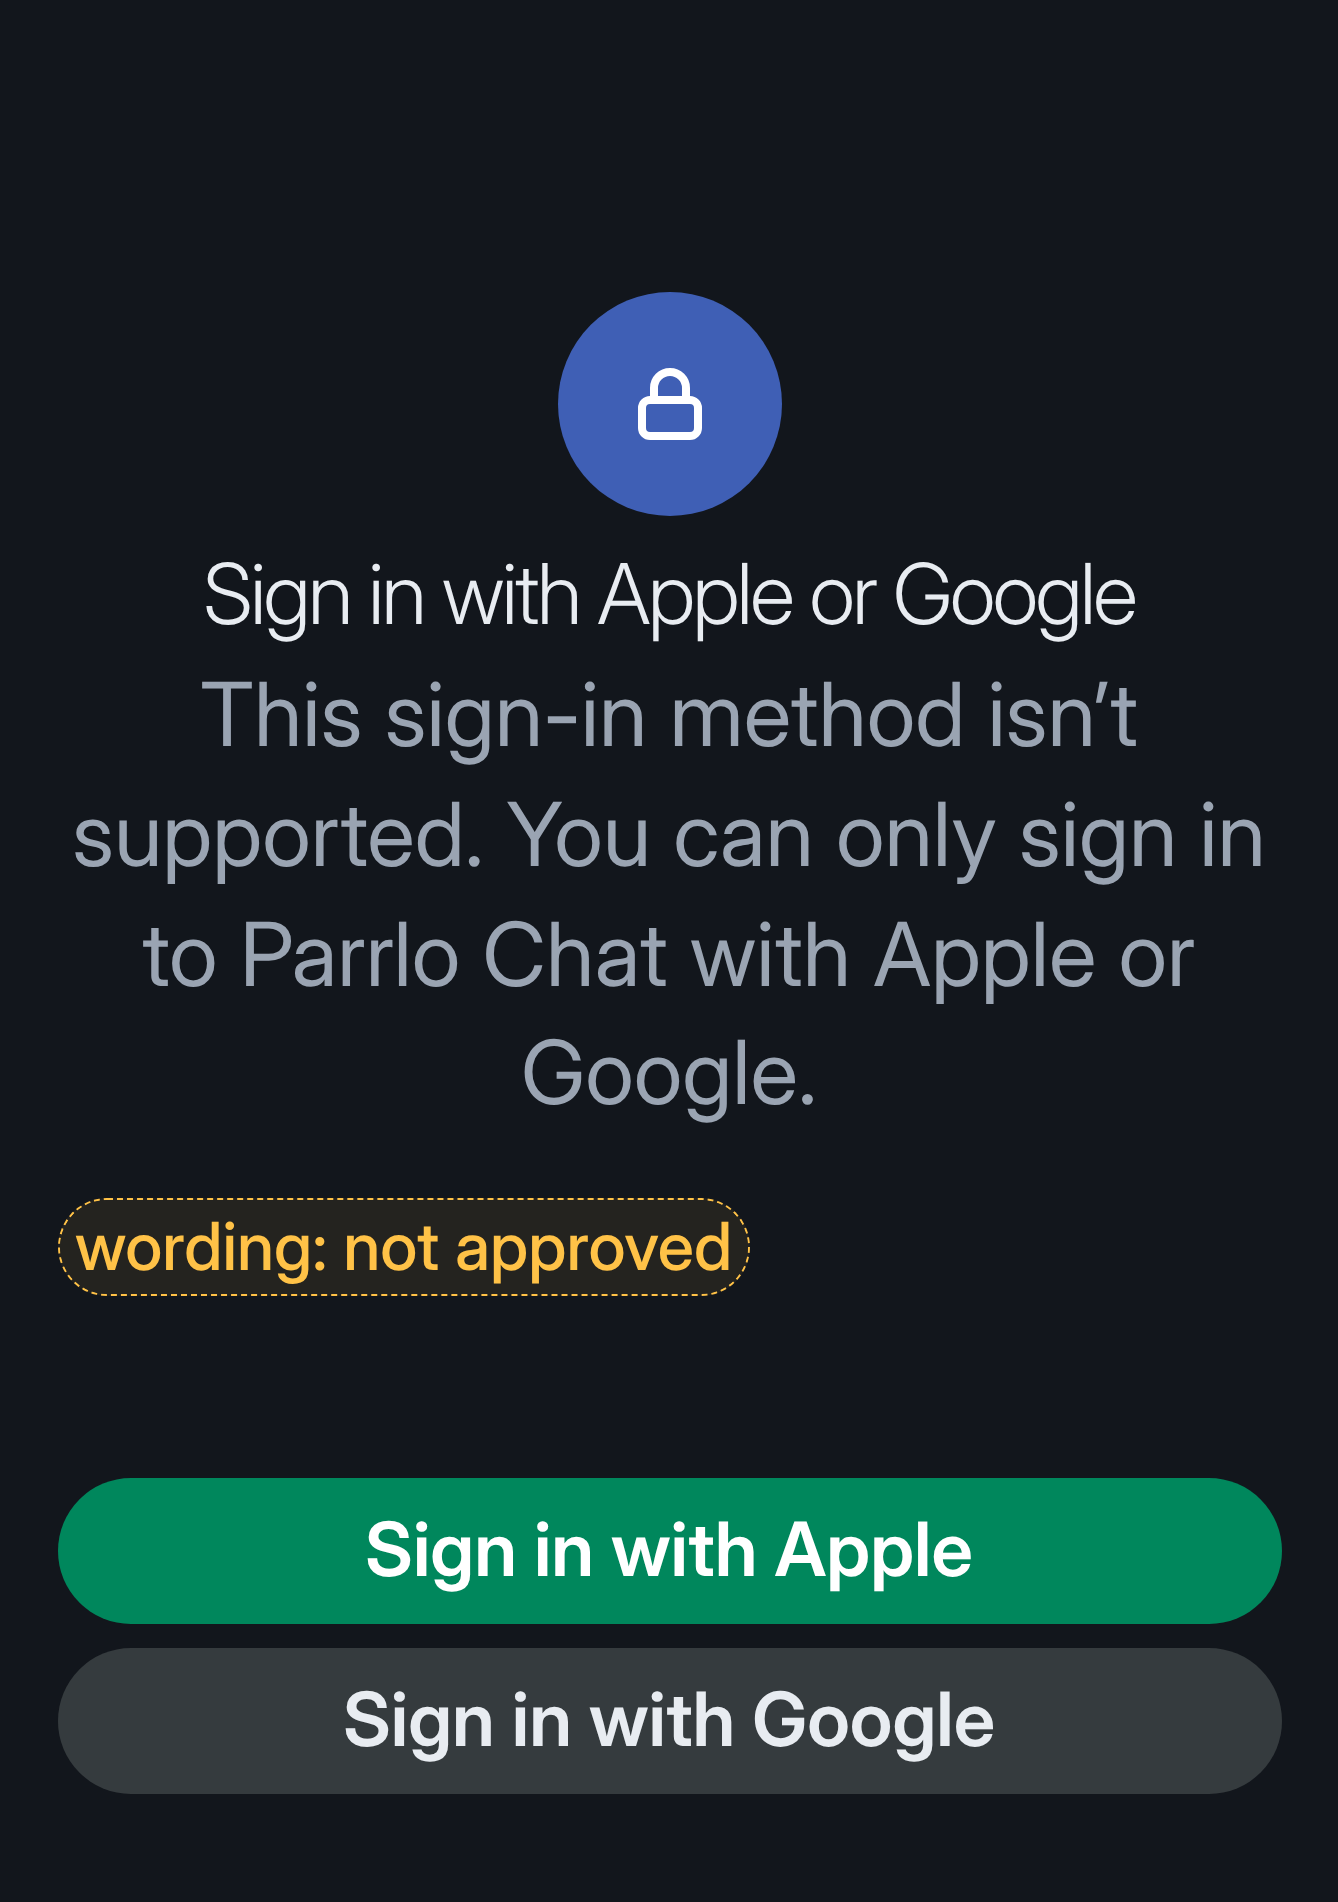 Sign in with Apple or Google
This sign-in method isn’t
supported. You can only sign in
to Parrlo Chat with Apple or
Google.
wording: not approved
Sign in with Apple
Sign in with Google